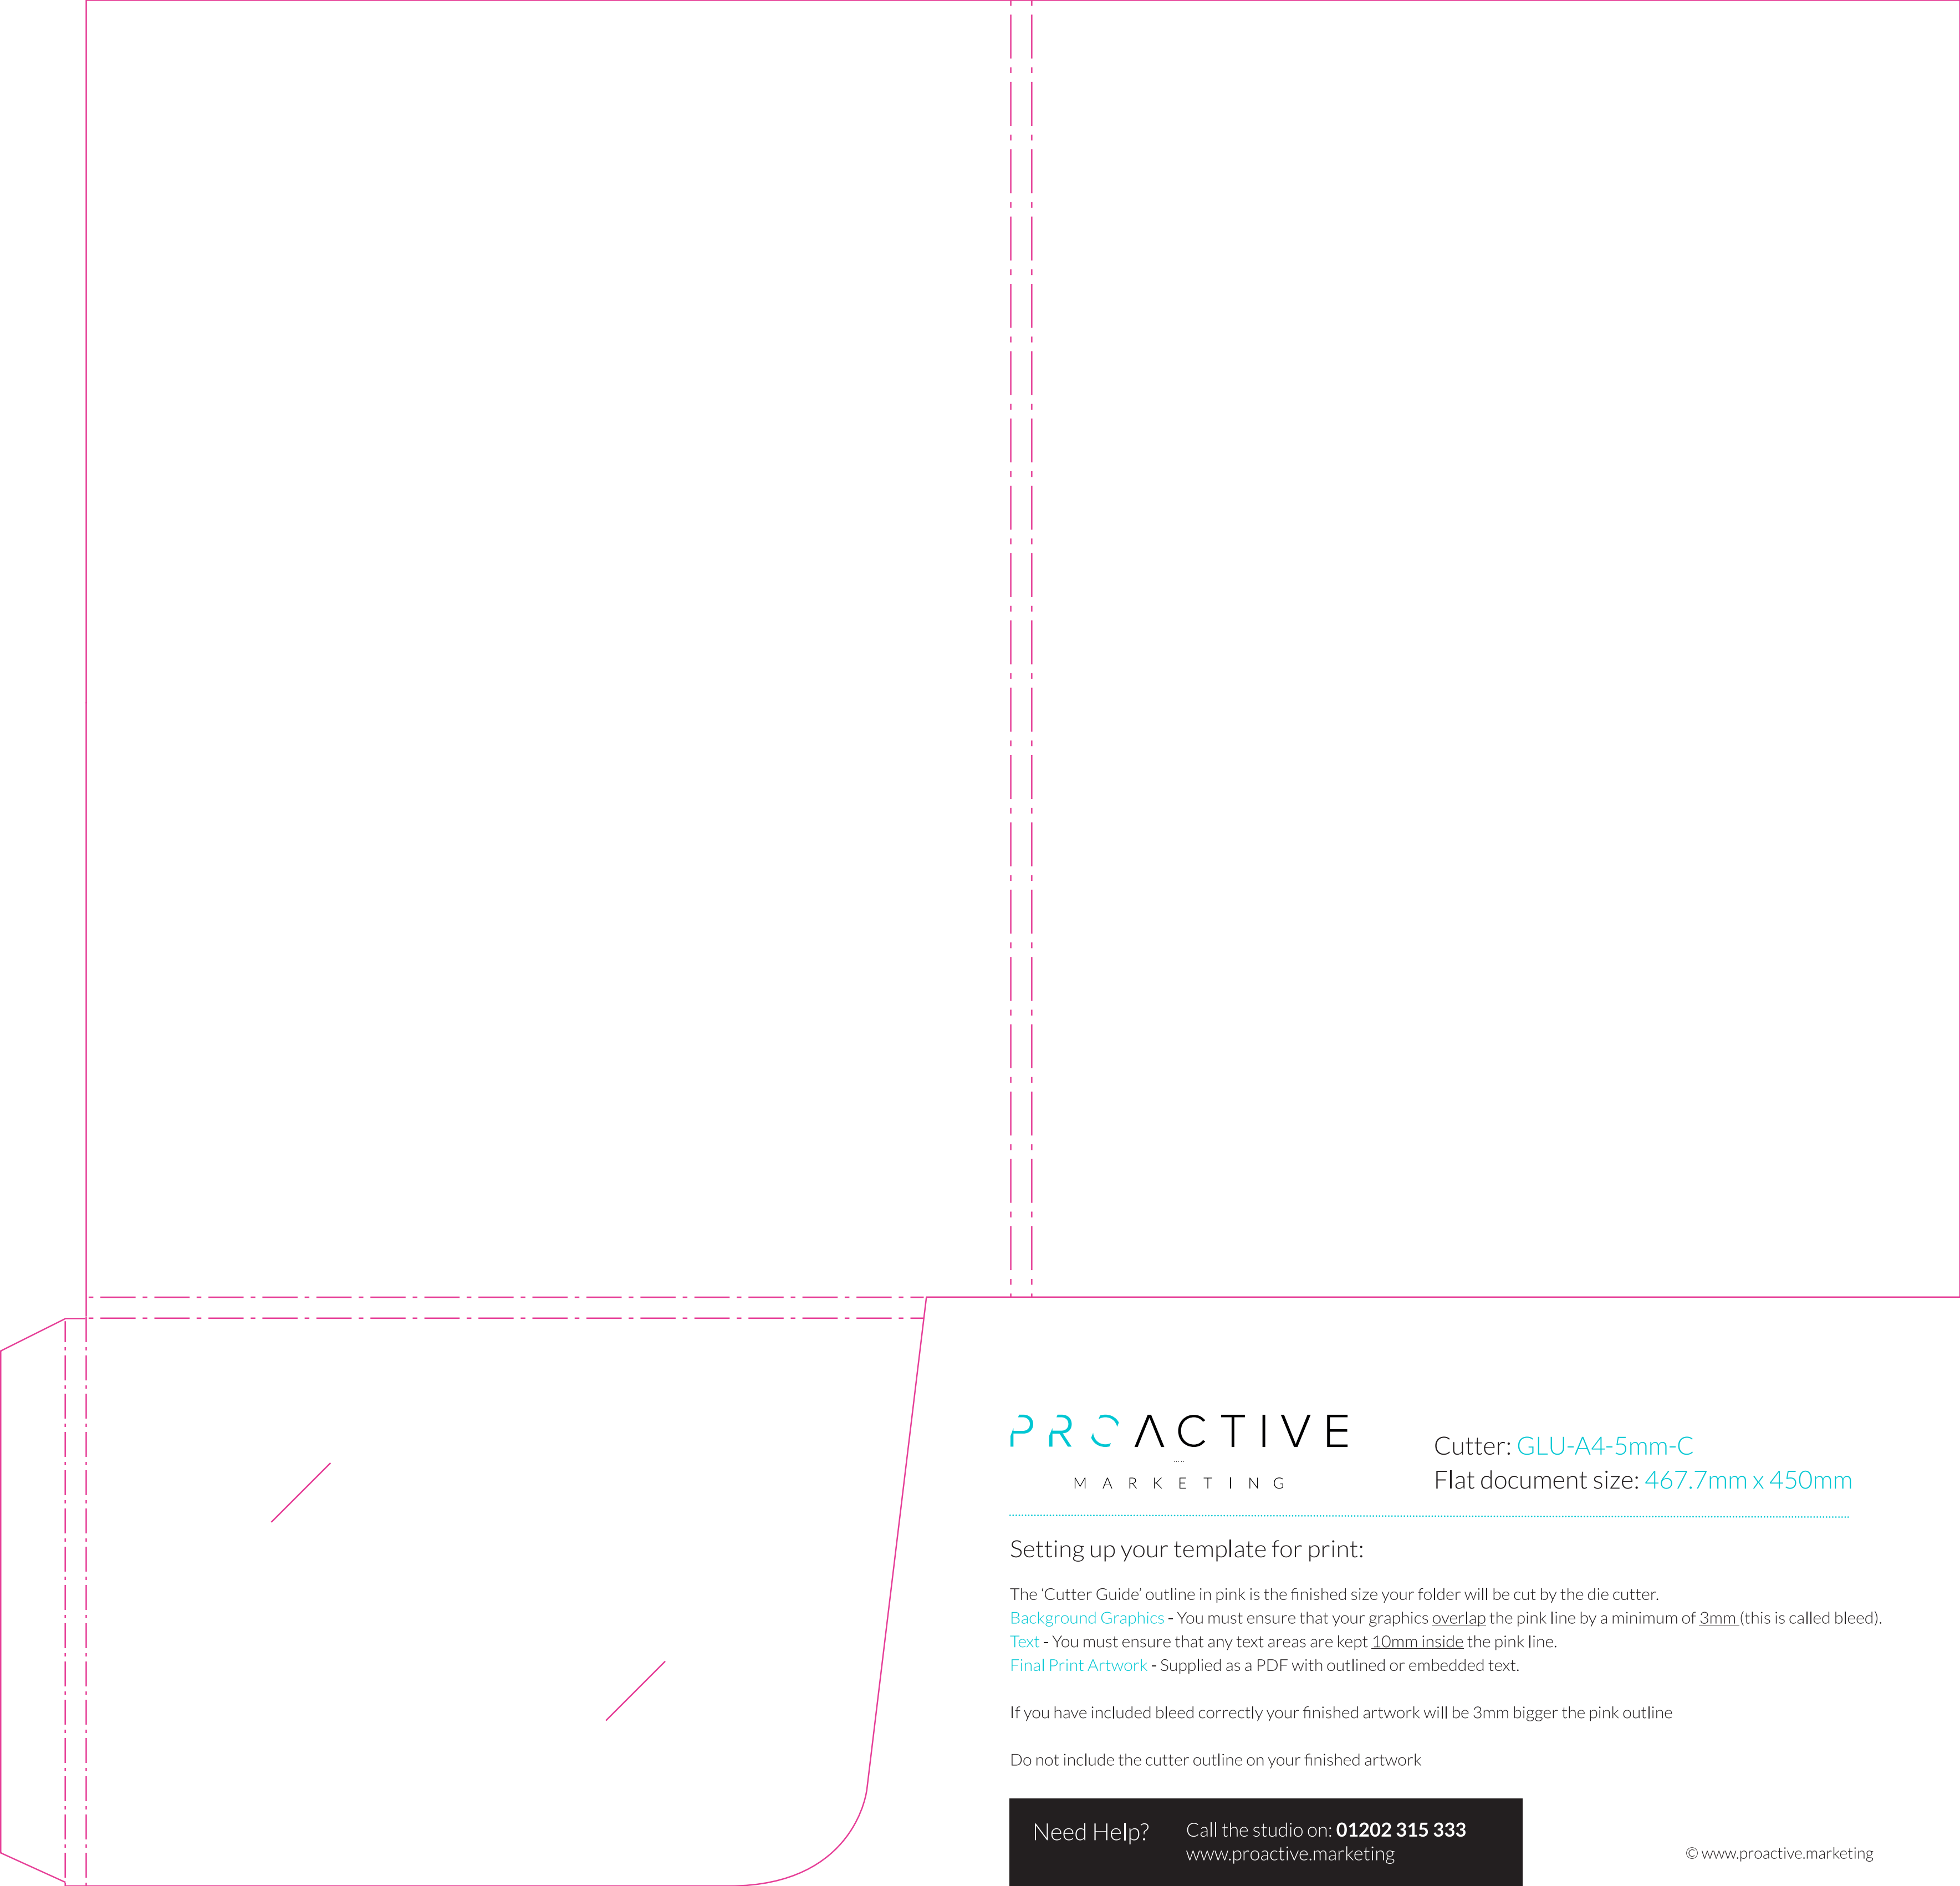 PROACTIVE
MARKETING
Cutter: GLU-A4-5mm-C
Flat document size: 467.7mm x 450mm
Setting up your template for print:
The ‘Cutter Guide’ outline in pink is the finished size your folder will be cut by the die cutter.
Background Graphics - You must ensure that your graphics overlap the pink line by a minimum of 3mm (this is called bleed).
Text - You must ensure that any text areas are kept 10mm inside the pink line.
Final Print Artwork - Supplied as a PDF with outlined or embedded text.
If you have included bleed correctly your finished artwork will be 3mm bigger the pink outline
Do not include the cutter outline on your finished artwork
Need Help?
Call the studio on: 01202 315 333
www.proactive.marketing
© www.proactive.marketing